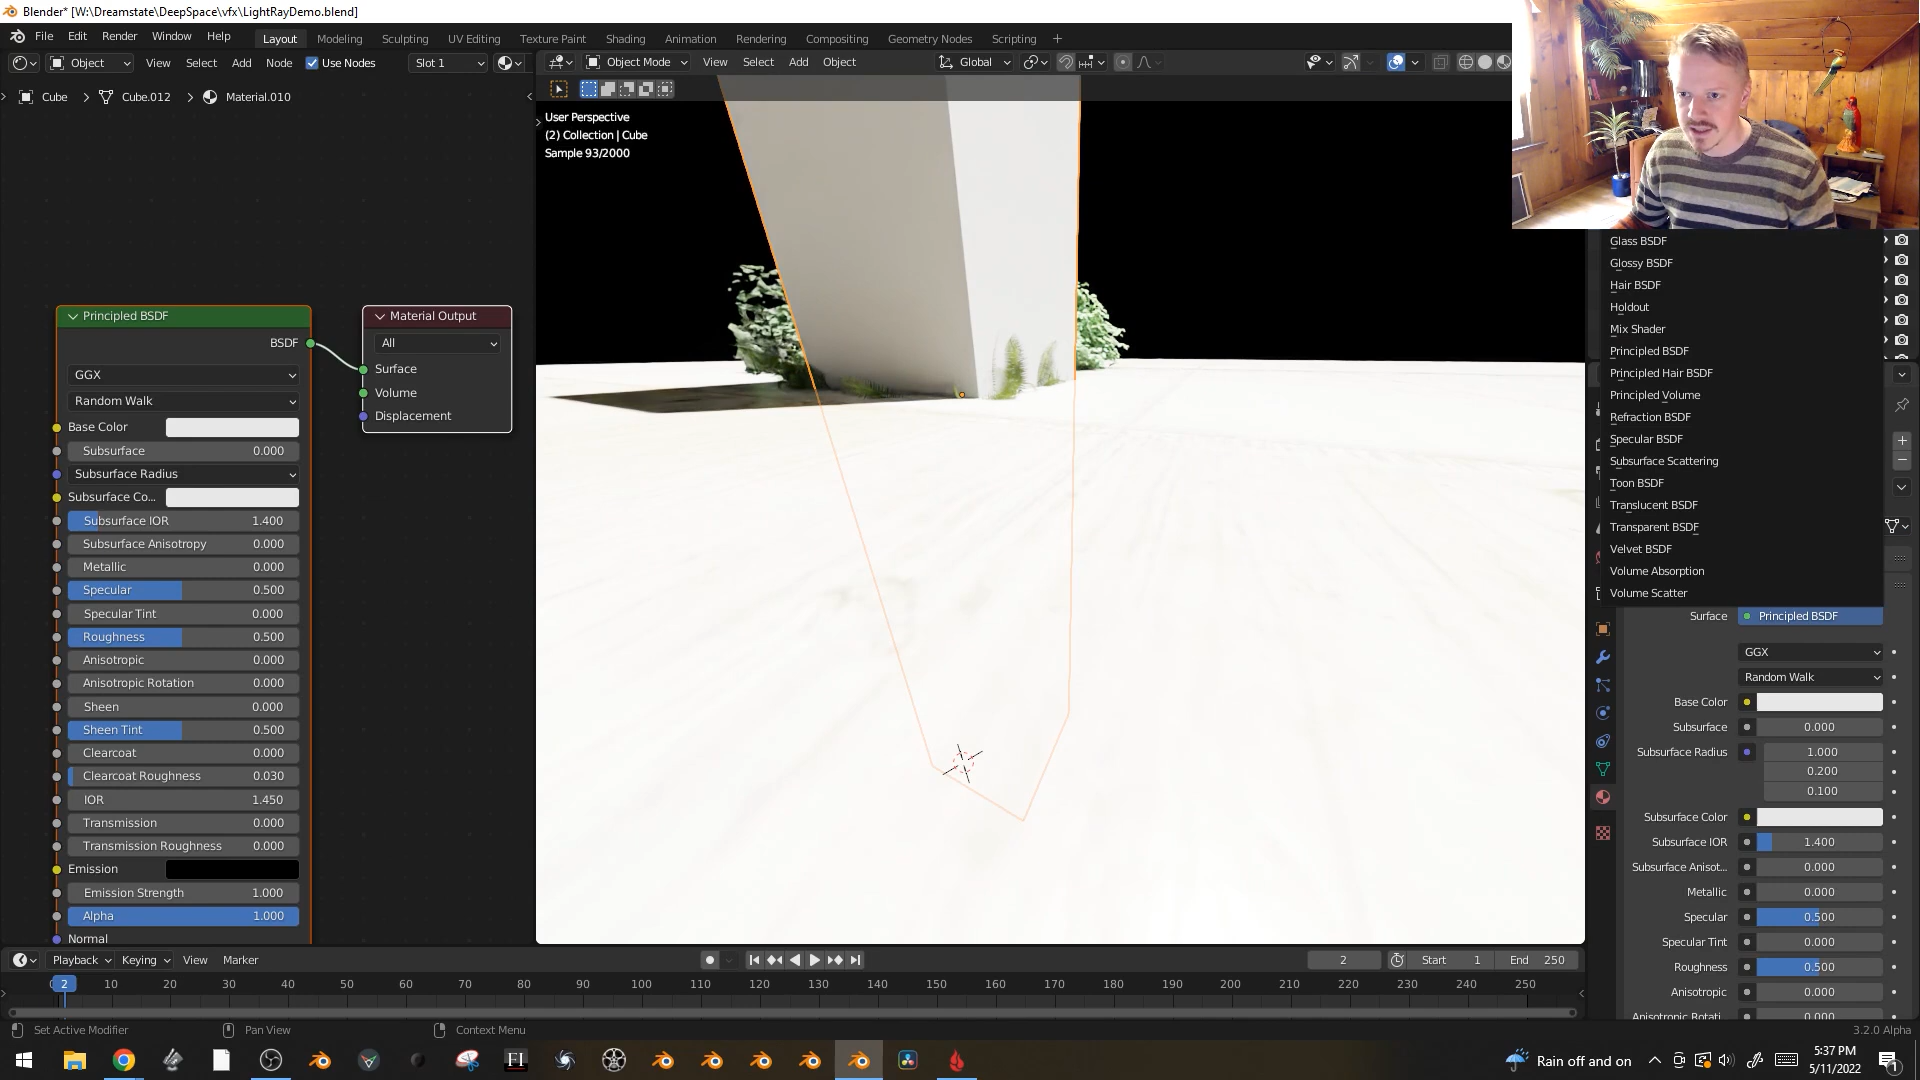 Blender* [W:\Dreamstate\DeepSpace\vfx\LightRayDemo.blend]
File Edit Render Window Help
Layout Modeling Sculpting UV Editing Texture Paint Shading Animation Rendering Compositing Geometry Nodes Scripting +
Object View Select Add Node Use Nodes Slot 1
Object Mode View Select Add Object Global
Cube > Cube.012 > Material.010
User Perspective
(2) Collection | Cube
Sample 93/2000
Principled BSDF
BSDF
GGX
Random Walk
Base Color
Subsurface 0.000
Subsurface Radius
Subsurface Co...
Subsurface IOR 1.400
Subsurface Anisotropy 0.000
Metallic 0.000
Specular 0.500
Specular Tint 0.000
Roughness 0.500
Anisotropic 0.000
Anisotropic Rotation 0.000
Sheen 0.000
Sheen Tint 0.500
Clearcoat 0.000
Clearcoat Roughness 0.030
IOR 1.450
Transmission 0.000
Transmission Roughness 0.000
Emission
Emission Strength 1.000
Alpha 1.000
Normal
Material Output
All
Surface
Volume
Displacement
Glass BSDF
Glossy BSDF
Hair BSDF
Holdout
Mix Shader
Principled BSDF
Principled Hair BSDF
Principled Volume
Refraction BSDF
Specular BSDF
Subsurface Scattering
Toon BSDF
Translucent BSDF
Transparent BSDF
Velvet BSDF
Volume Absorption
Volume Scatter
Surface Principled BSDF
GGX
Random Walk
Base Color
Subsurface 0.000
Subsurface Radius 1.000
0.200
0.100
Subsurface Color
Subsurface IOR 1.400
Subsurface Anisot... 0.000
Metallic 0.000
Specular 0.500
Specular Tint 0.000
Roughness 0.500
Anisotropic 0.000
Anisotropic Rotati... 0.000
Playback Keying View Marker
2 Start 1 End 250
2 10 20 30 40 50 60 70 80 90 100 110 120 130 140 150 160 170 180 190 200 210 220 230 240 250
Set Active Modifier Pan View Context Menu
3.2.0 Alpha
FI
Rain off and on
5:37 PM
5/11/2022
1